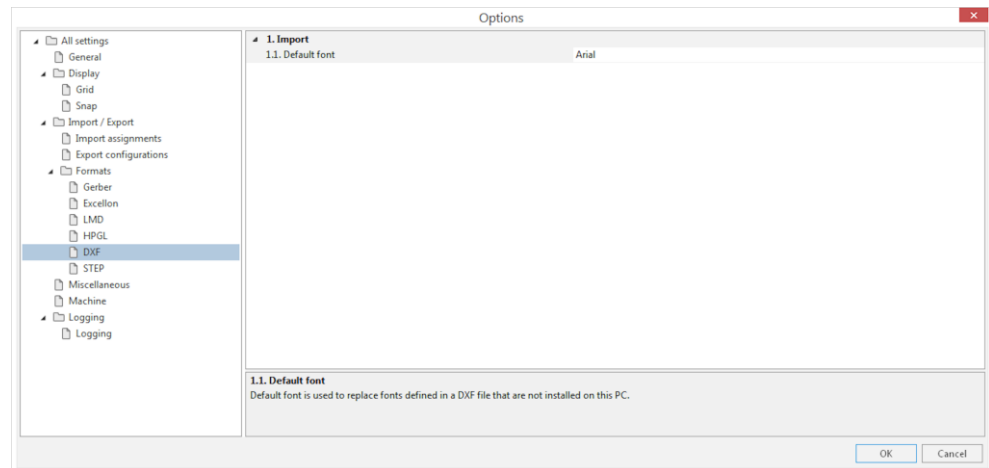 Options
All settings
General
Display
Grid
Snap
Import / Export
Import assignments
Export configurations
Formats
Gerber
Excellon
LMD
HPGL
DXF
STEP
Miscellaneous
Machine
Logging
Logging
1. Import
1.1. Default font Arial
1.1. Default font
Default font is used to replace fonts defined in a DXF file that are not installed on this PC.
OK Cancel